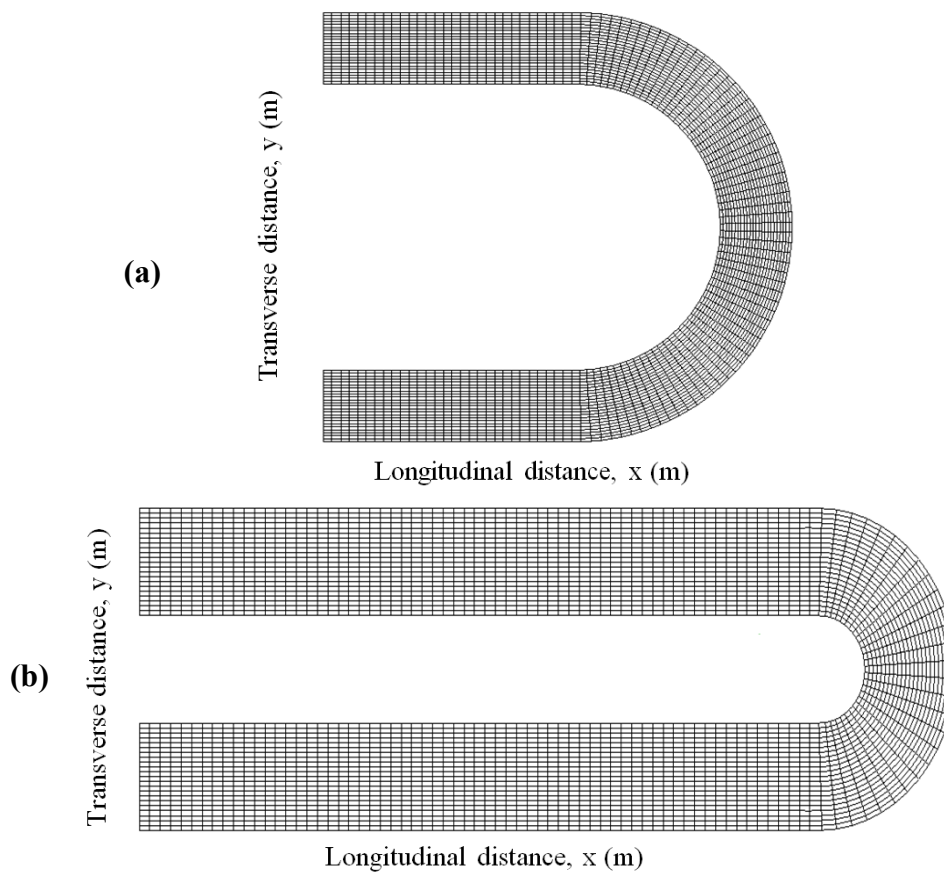 Transverse distance, y (m)
(a)
Longitudinal distance, x (m)
Transverse distance, y (m)
(b)
Longitudinal distance, x (m)